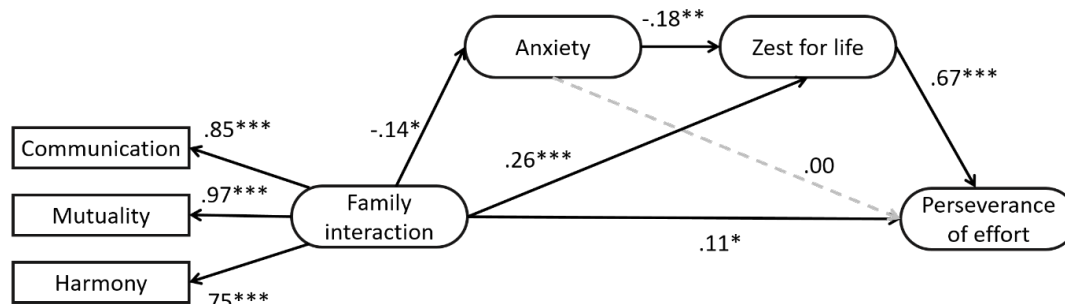 Anxiety
-.18**
Zest for life
.67***
-.14*
.85***
Communication
.26***
.00
.97***
Mutuality
Family
interaction
Perseverance
of effort
.11*
Harmony
.75***